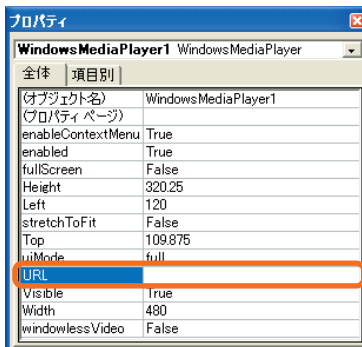 プロパティ
WindowsMediaPlayer1 WindowsMediaPlayer
全体 項目別
(オブジェクト名) WindowsMediaPlayer1
(プロパティ ページ)
enableContextMenu True
enabled True
fullScreen False
Height 320.25
Left 120
stretchToFit False
Top 109.875
uiMode full
URL
Visible True
Width 480
windowlessVideo False